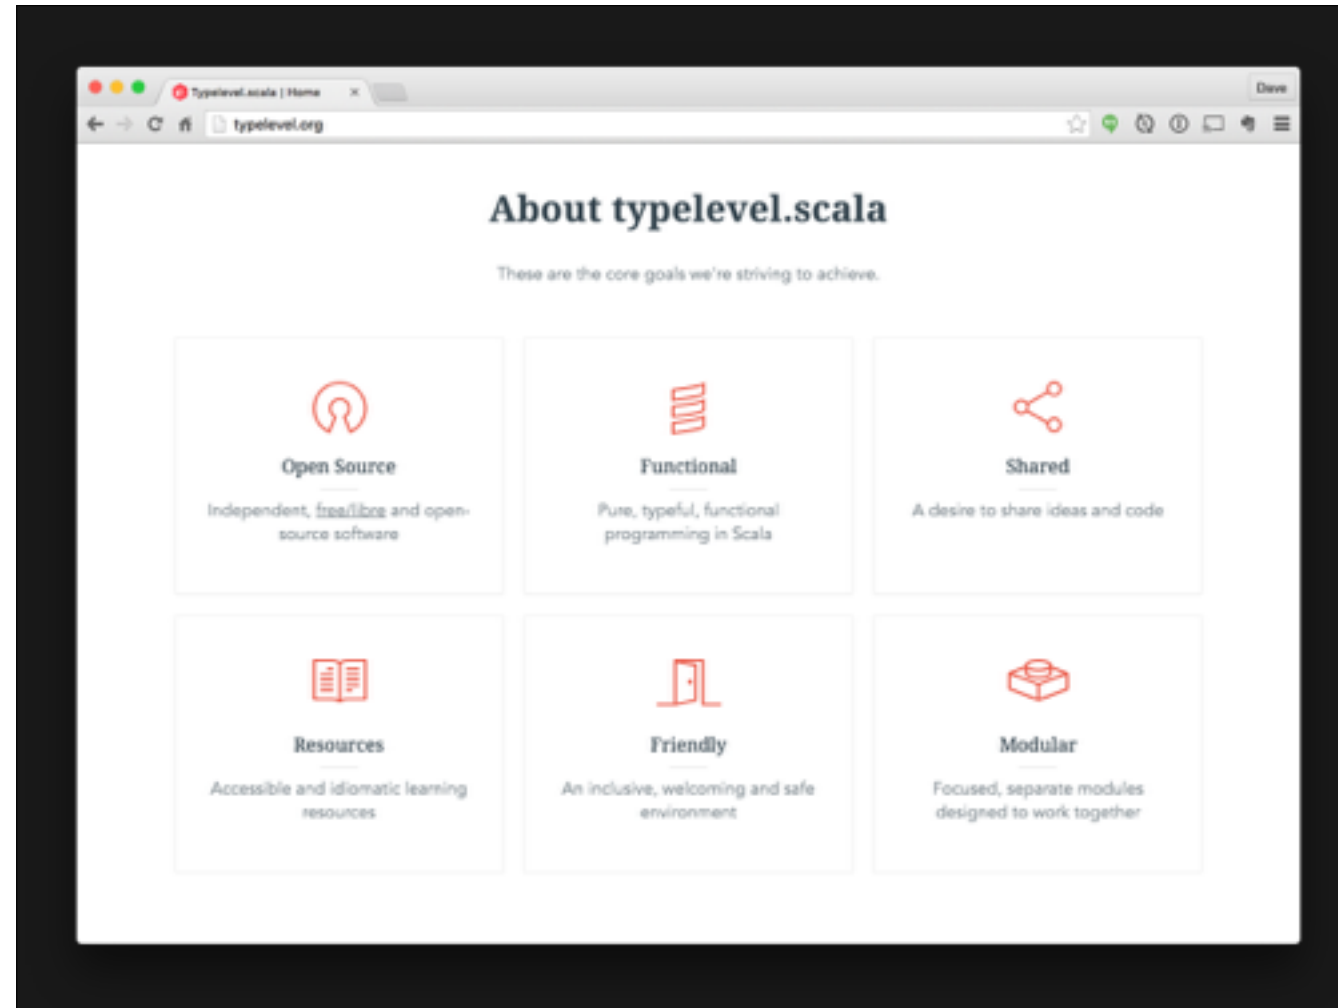 Typelevel.scala | Home
Dave
typelevel.org
About typelevel.scala
These are the core goals we're striving to achieve.
Open Source
Independent, free/libre and open-
source software
Functional
Pure, typeful, functional
programming in Scala
Shared
A desire to share ideas and code
Resources
Accessible and idiomatic learning
resources
Friendly
An inclusive, welcoming and safe
environment
Modular
Focused, separate modules
designed to work together